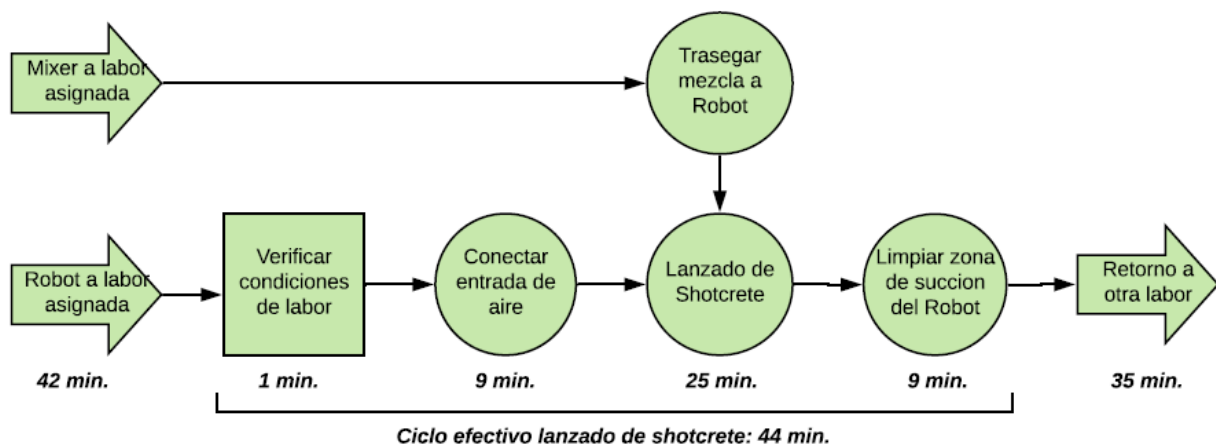 Mixer a labor
asignada
Trasegar
mezcla a
Robot
Robot a labor
asignada
Verificar
condiciones
de labor
Conectar
entrada de
aire
Lanzado de
Shotcrete
Limpiar zona
de succion
del Robot
Retorno a
otra labor
42 min.
1 min.
9 min.
25 min.
9 min.
35 min.
Ciclo efectivo lanzado de shotcrete: 44 min.